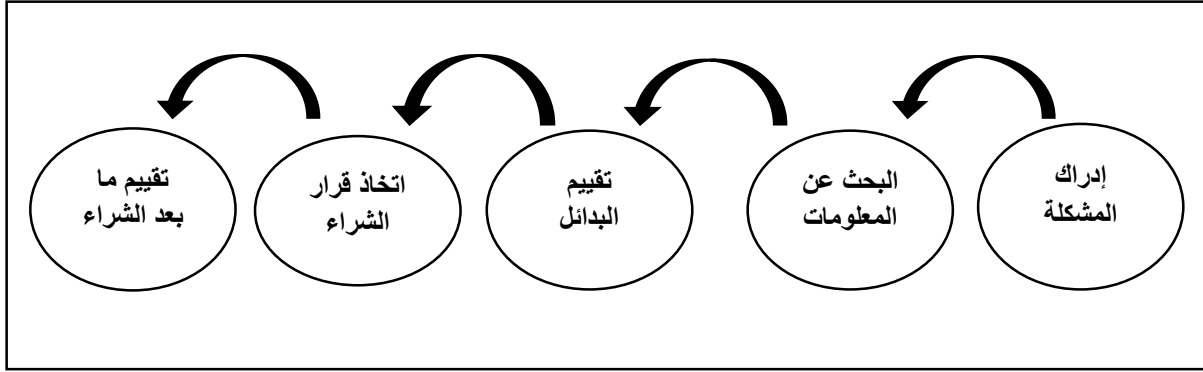 إدراك
المشكلة
البحث عن
المعلومات
تقييم
البدائل
اتخاذ قرار
الشراء
تقييم ما
بعد الشراء